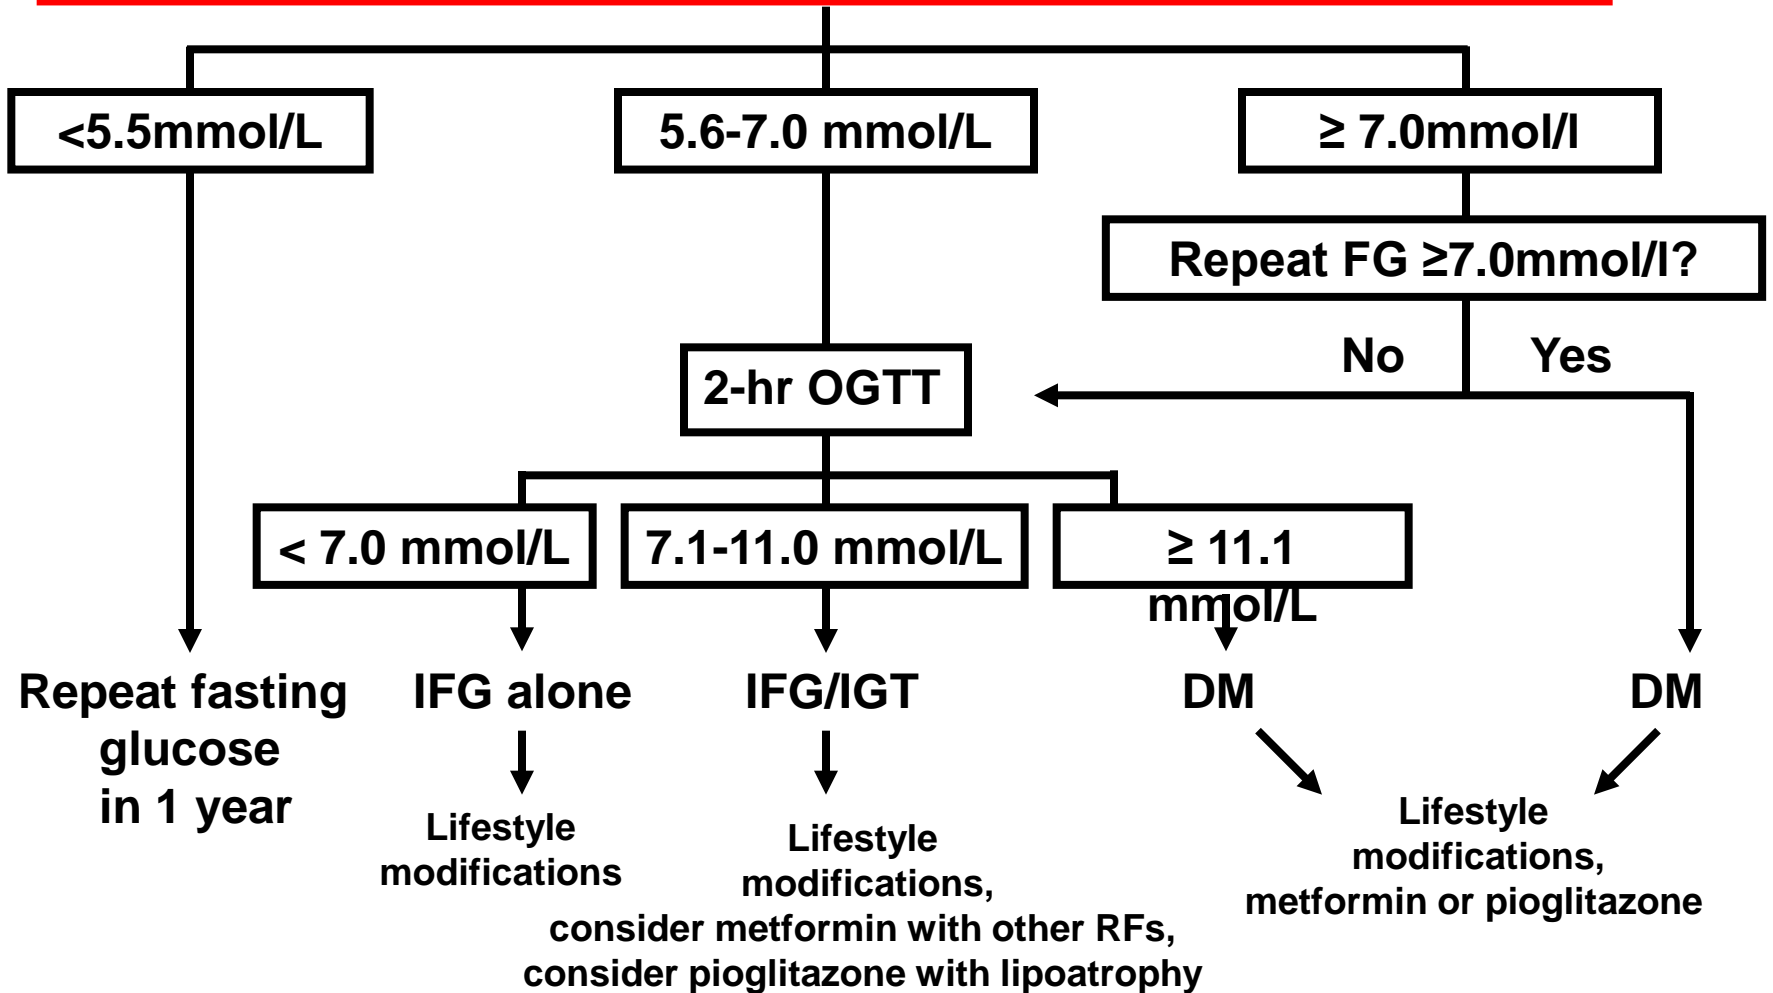 <5.5mmol/L
5.6-7.0 mmol/L
≥ 7.0mmol/l
Repeat FG ≥7.0mmol/l?
No
Yes
2-hr OGTT
< 7.0 mmol/L
7.1-11.0 mmol/L
≥ 11.1
mmol/L
Repeat fasting
glucose
in 1 year
IFG alone
IFG/IGT
DM
DM
Lifestyle
modifications
Lifestyle
modifications,
consider metformin with other RFs,
consider pioglitazone with lipoatrophy
Lifestyle
modifications,
metformin or pioglitazone